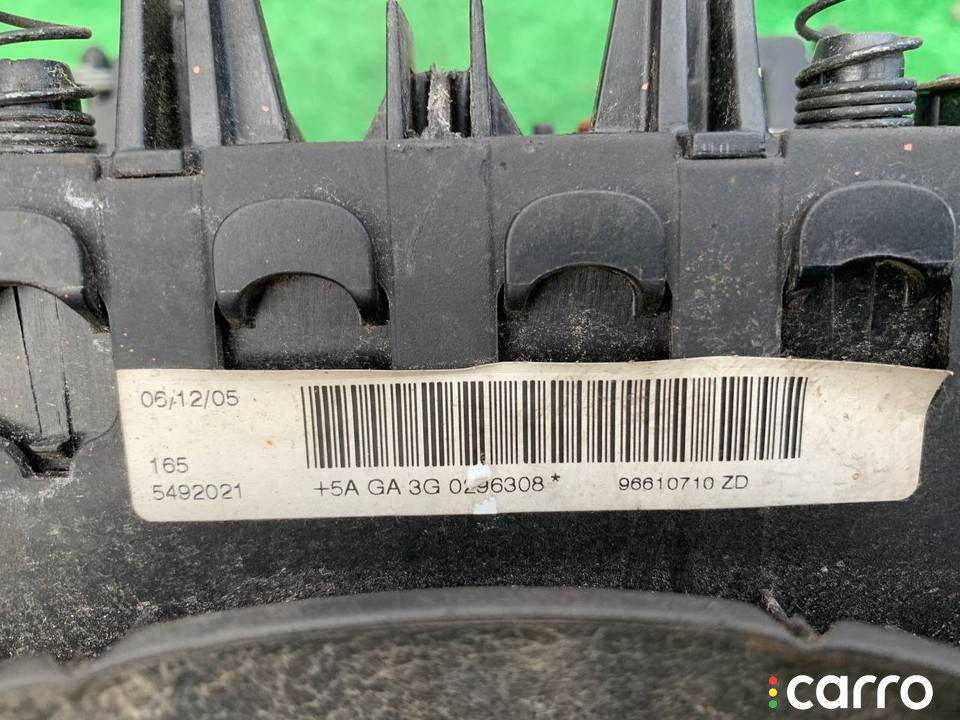 06/12/05
165
5492021
+5A GA 3G 0296308 *
96610710 ZD
carro